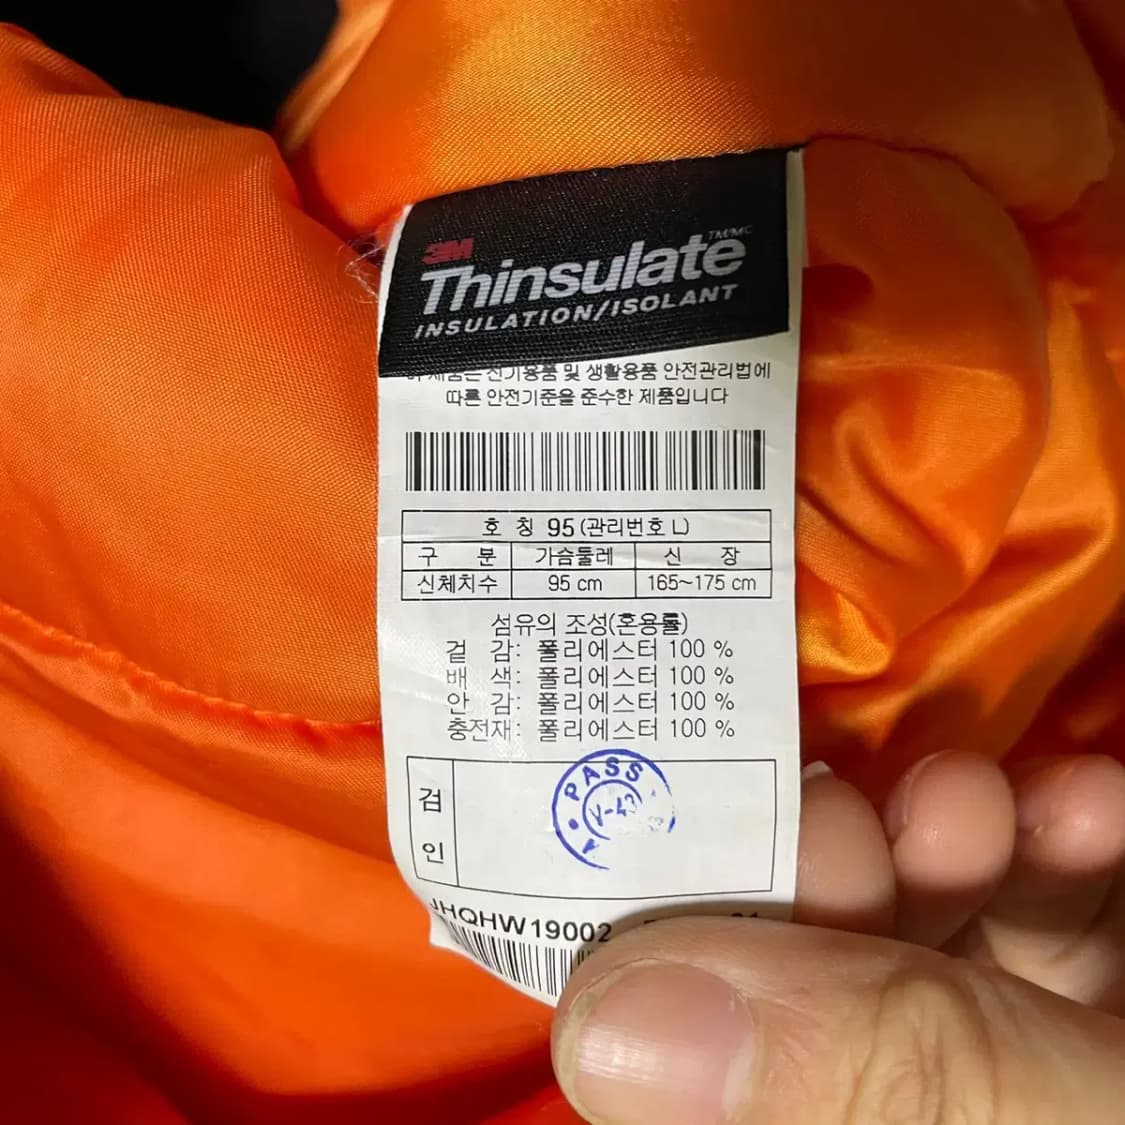 3M
Thinsulate TM/MC
INSULATION/ISOLANT
이 제품은 전기용품 및 생활용품 안전관리법에
따른 안전기준을 준수한 제품입니다
호 칭 95(관리번호 L)
구 분 가슴둘레 신 장
신체치수 95 cm 165~175 cm
섬유의 조성(혼용률)
겉 감: 폴리에스터 100 %
배 색: 폴리에스터 100 %
안 감: 폴리에스터 100 %
충전재: 폴리에스터 100 %
검
인
PASS
JHQHW19002